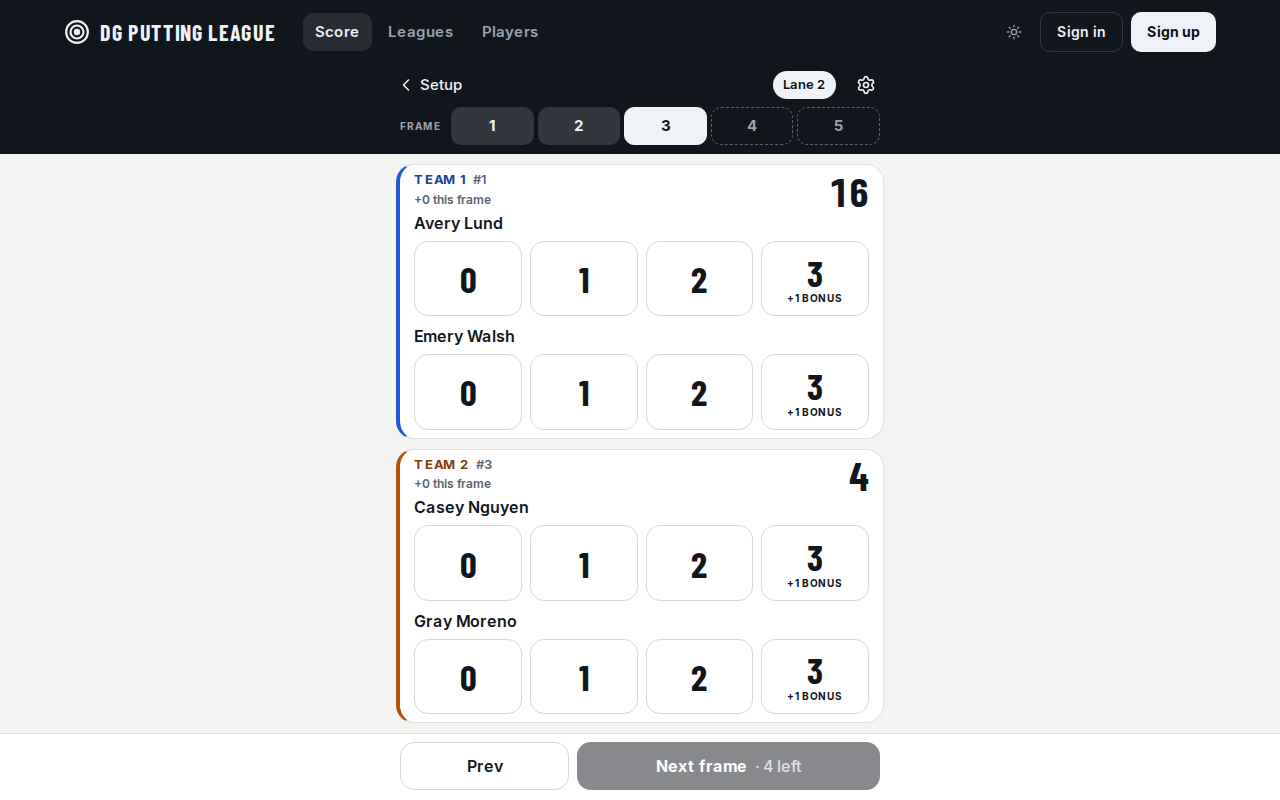 DG PUTTING LEAGUE Score Leagues Players Sign in Sign up
Setup Lane 2
FRAME 1 2 3 4 5
TEAM 1 #1
+0 this frame
16
Avery Lund
0 1 2 3
+1 BONUS
Emery Walsh
0 1 2 3
+1 BONUS
TEAM 2 #3
+0 this frame
4
Casey Nguyen
0 1 2 3
+1 BONUS
Gray Moreno
0 1 2 3
+1 BONUS
Prev Next frame · 4 left